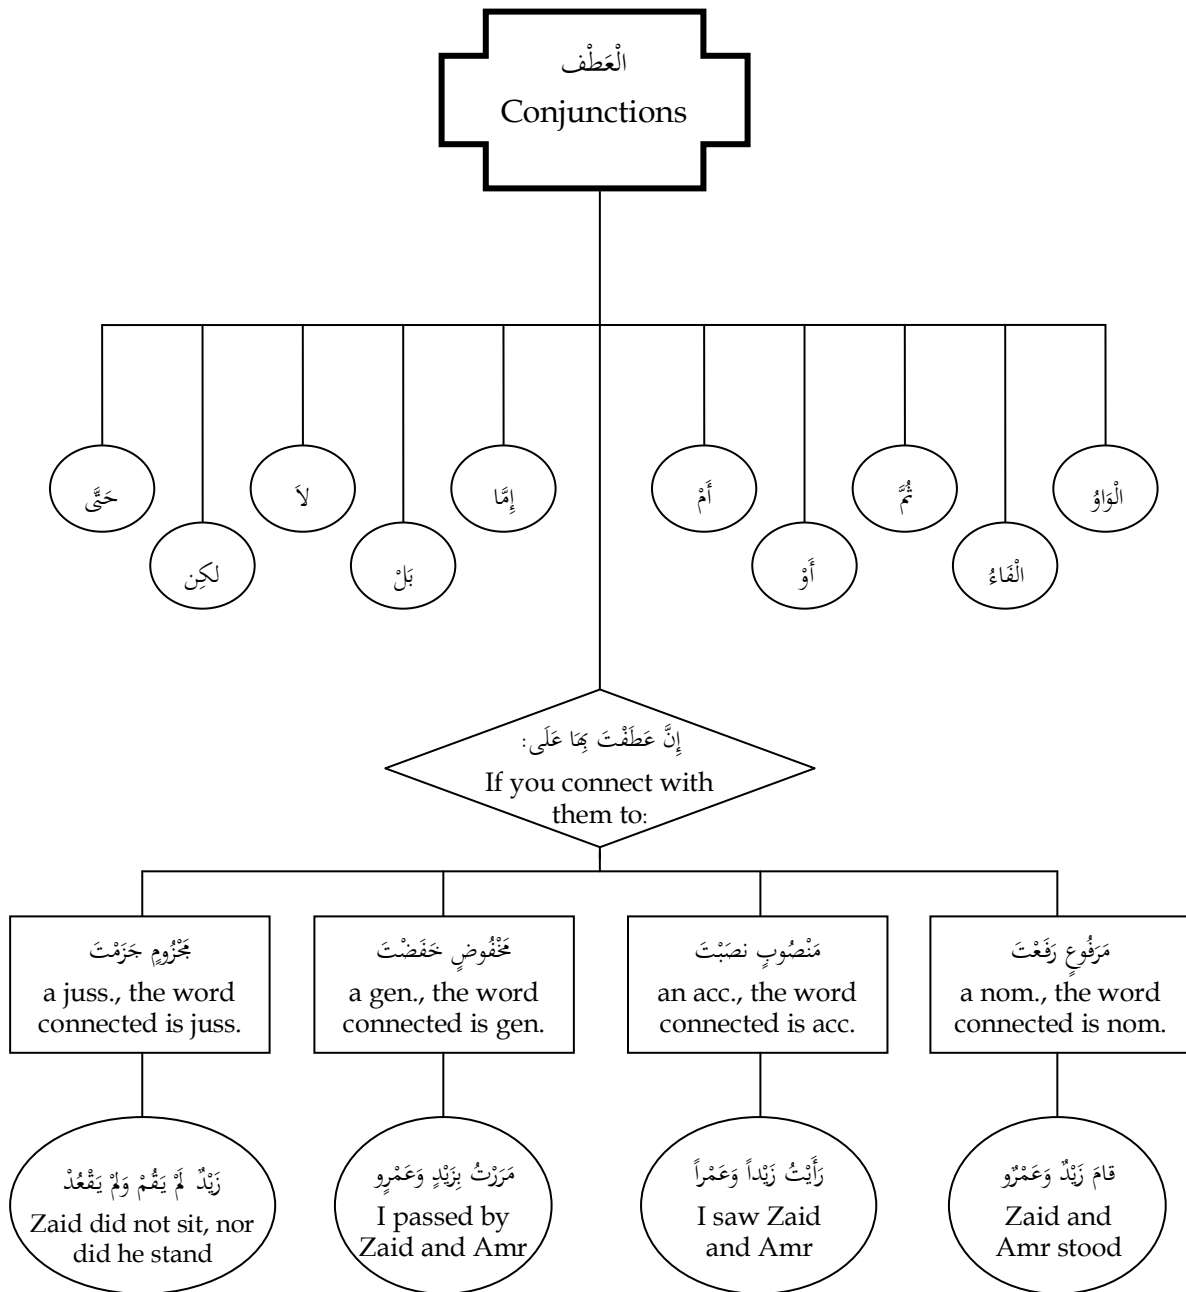 الْعَطْف
Conjunctions
الْوَاوُ
ثُمَّ
أَمْ
إِمَّا
لاَ
حَتَّى
الْفَاءُ
أَوْ
بَلْ
لكِن
إِنَّ عَطَفْتَ بِهَا عَلَى:
If you connect with
them to:
مَرَفُوعٍ رَفَعْتَ
a nom., the word
connected is nom.
مَنْصُوبٍ نصَبْتَ
an acc., the word
connected is acc.
مَخْفُوضٍ خَفَضْتَ
a gen., the word
connected is gen.
مَجْزُومٍ جَزَمْتَ
a juss., the word
connected is juss.
قامَ زَيْدٌ وَعَمْرٌو
Zaid and
Amr stood
رَأَيْتُ زَيْداً وَعَمْراً
I saw Zaid
and Amr
مَرَرْتُ بِزَيْدٍ وَعَمْرٍو
I passed by
Zaid and Amr
زَيْدٌ لَمْ يَقُمْ وَلَمْ يَقْعُدْ
Zaid did not sit, nor
did he stand